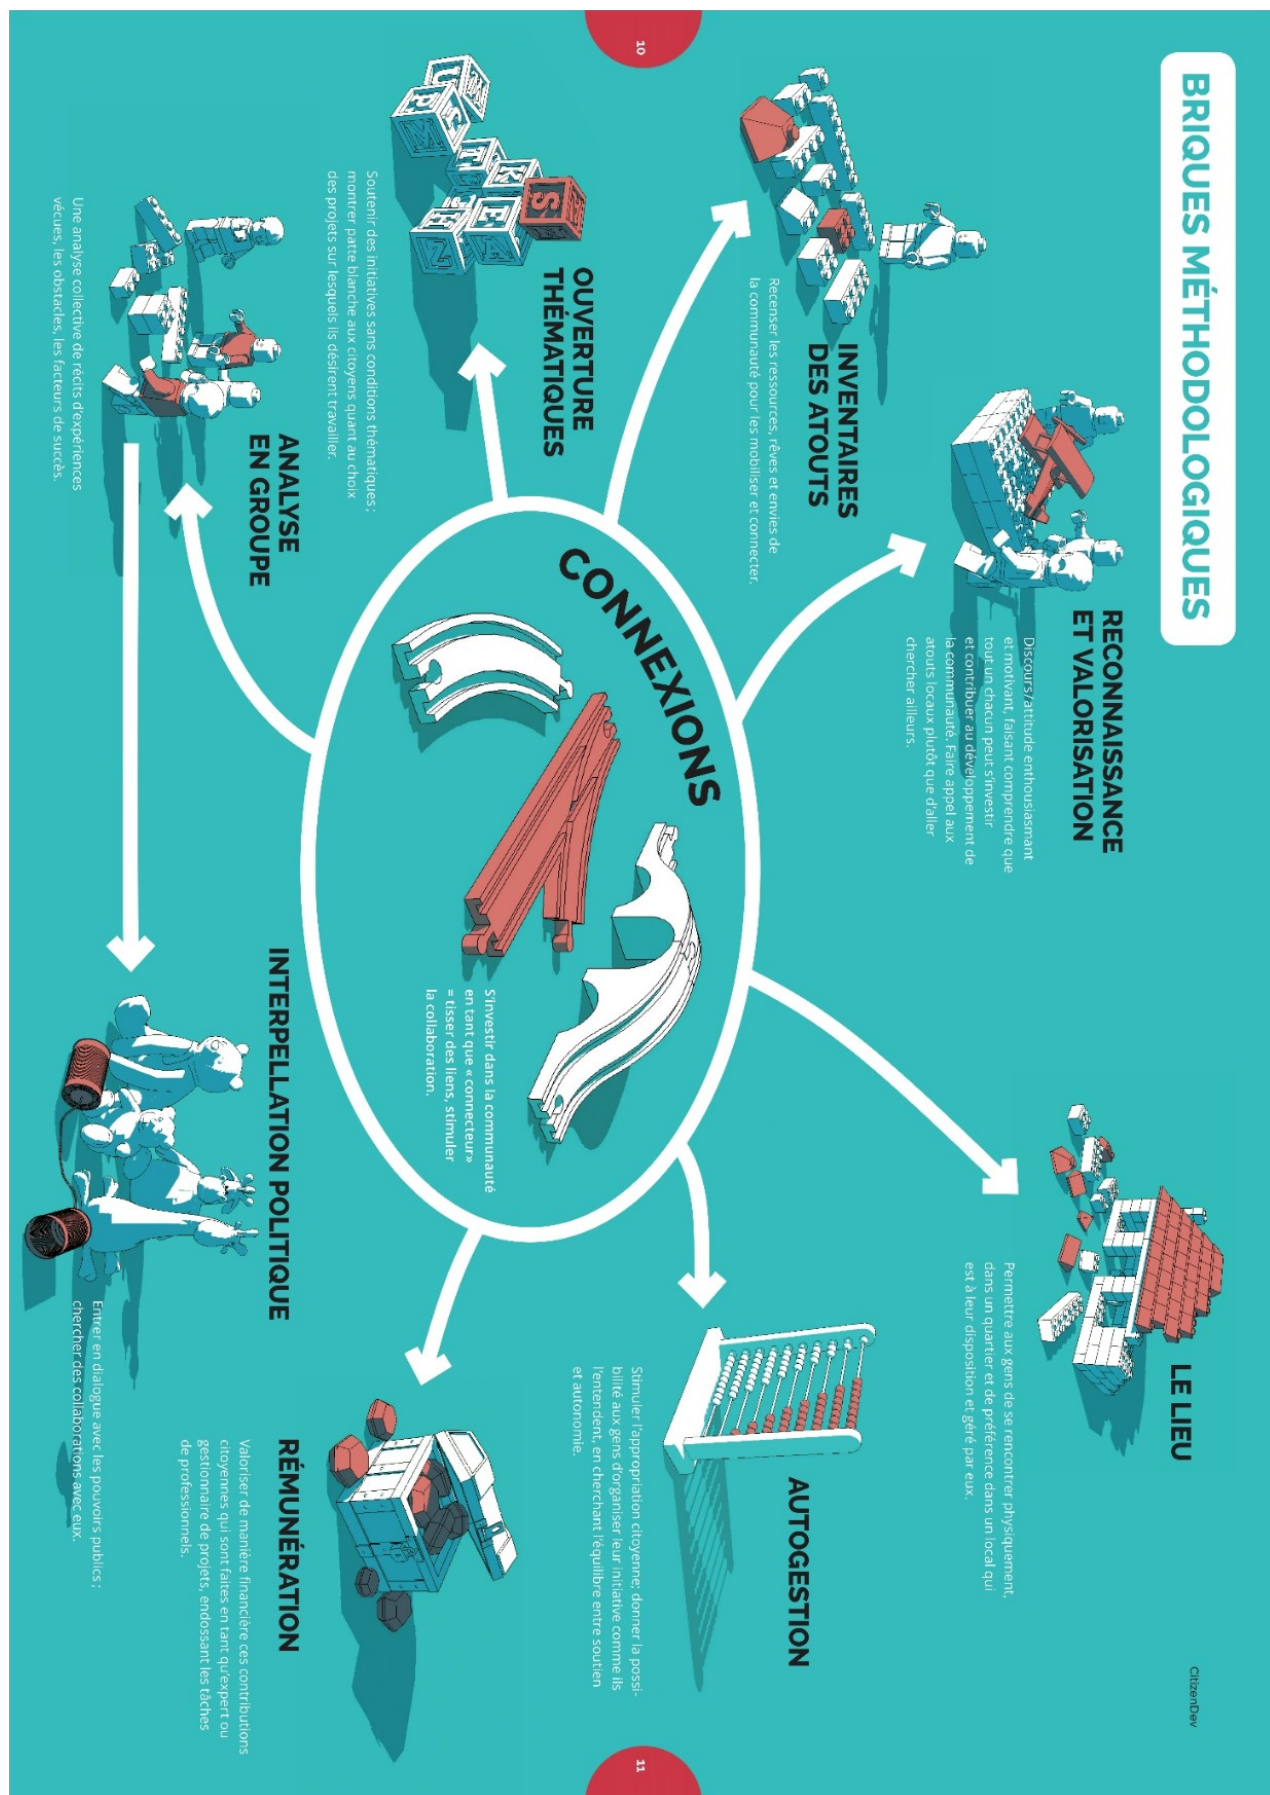 BRIQUES MÉTHODOLOGIQUES
CitizenDev
RECONNAISSANCE
ET VALORISATION
Discours/attitude enthousiasmant
et motivant, faisant comprendre que
tout un chacun peut s'investir
et contribuer au développement de
la communauté. Faire appel aux
atouts locaux plutôt que d'aller
chercher ailleurs.
LE LIEU
Permettre aux gens de se rencontrer physiquement,
dans un quartier et de préférence dans un local qui
est à leur disposition et géré par eux.
INVENTAIRES
DES ATOUTS
Recenser les ressources, rêves et envies de
la communauté pour les mobiliser et connecter.
AUTOGESTION
Stimuler l'appropriation citoyenne; donner la possi-
bilité aux gens d'organiser leur initiative comme ils
l'entendent, en cherchant l'équilibre entre soutien
et autonomie.
OUVERTURE
THÉMATIQUES
Soutenir des initiatives sans conditions thématiques ;
montrer patte blanche aux citoyens quant au choix
des projets sur lesquels ils désirent travailler.
CONNEXIONS
S'investir dans la communauté
en tant que « connecteur»
= tisser des liens, stimuler
la collaboration.
RÉMUNÉRATION
Valoriser de manière financière ces contributions
citoyennes qui sont faites en tant qu'expert ou
gestionnaire de projets, endossant les tâches
de professionnels.
ANALYSE
EN GROUPE
Une analyse collective de récits d'expériences
vécues, les obstacles, les facteurs de succès.
INTERPELLATION POLITIQUE
Entrer en dialogue avec les pouvoirs publics ;
chercher des collaborations avec eux.
10
11